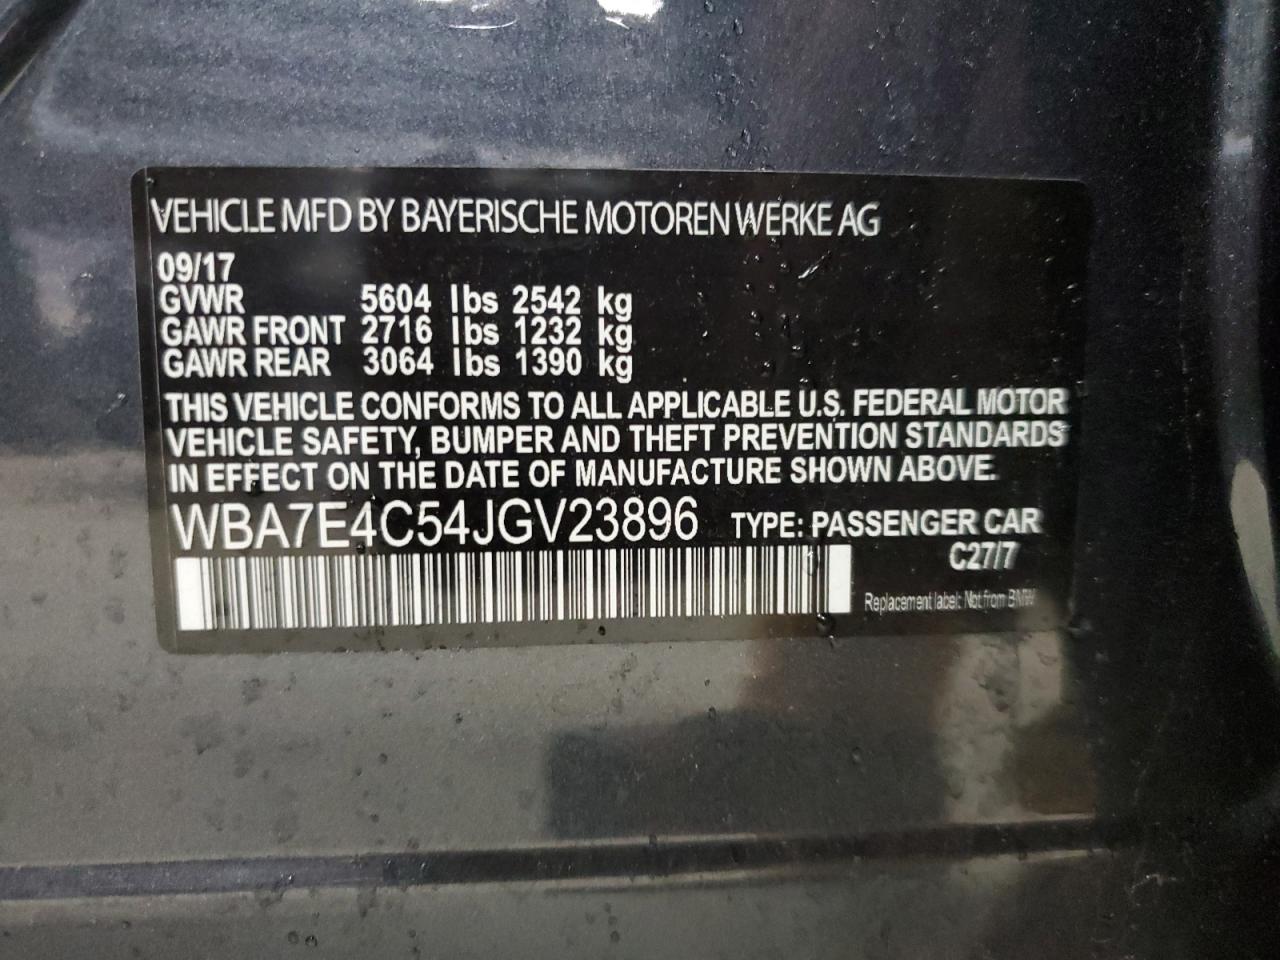 VEHICLE MFD BY BAYERISCHE MOTOREN WERKE AG
09/17
GVWR 5604 lbs 2542 kg
GAWR FRONT 2716 lbs 1232 kg
GAWR REAR 3064 lbs 1390 kg
THIS VEHICLE CONFORMS TO ALL APPLICABLE U.S. FEDERAL MOTOR
VEHICLE SAFETY, BUMPER AND THEFT PREVENTION STANDARDS
IN EFFECT ON THE DATE OF MANUFACTURE SHOWN ABOVE.
WBA7E4C54JGV23896 TYPE: PASSENGER CAR
C27/7
Replacement label: Not from BMW